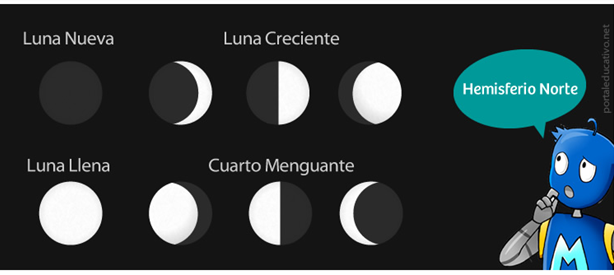 Luna Nueva
Luna Creciente
Hemisferio Norte
portaleducativo.net
Luna Llena
Cuarto Menguante
M